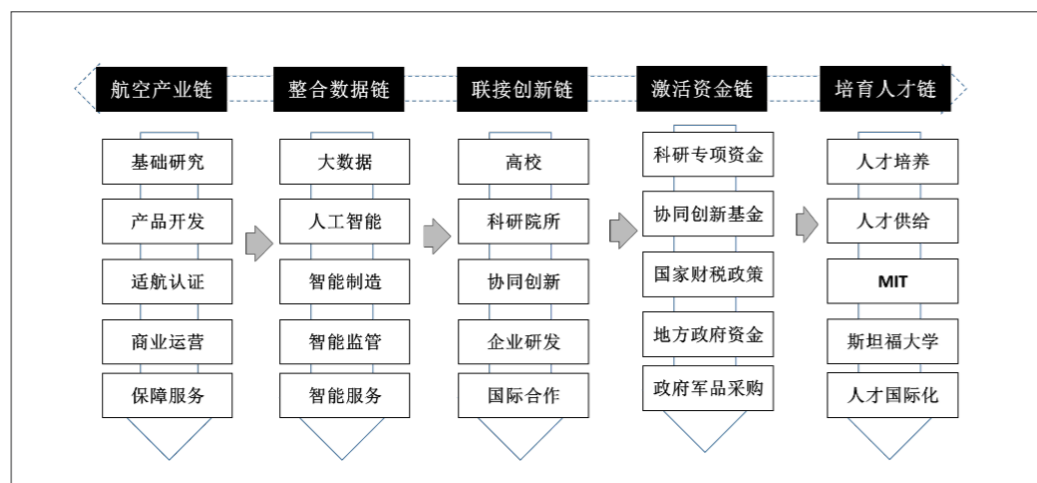 航空产业链
整合数据链
联接创新链
激活资金链
培育人才链
基础研究
产品开发
适航认证
商业运营
保障服务
大数据
人工智能
智能制造
智能监管
智能服务
高校
科研院所
协同创新
企业研发
国际合作
科研专项资金
协同创新基金
国家财税政策
地方政府资金
政府军品采购
人才培养
人才供给
MIT
斯坦福大学
人才国际化